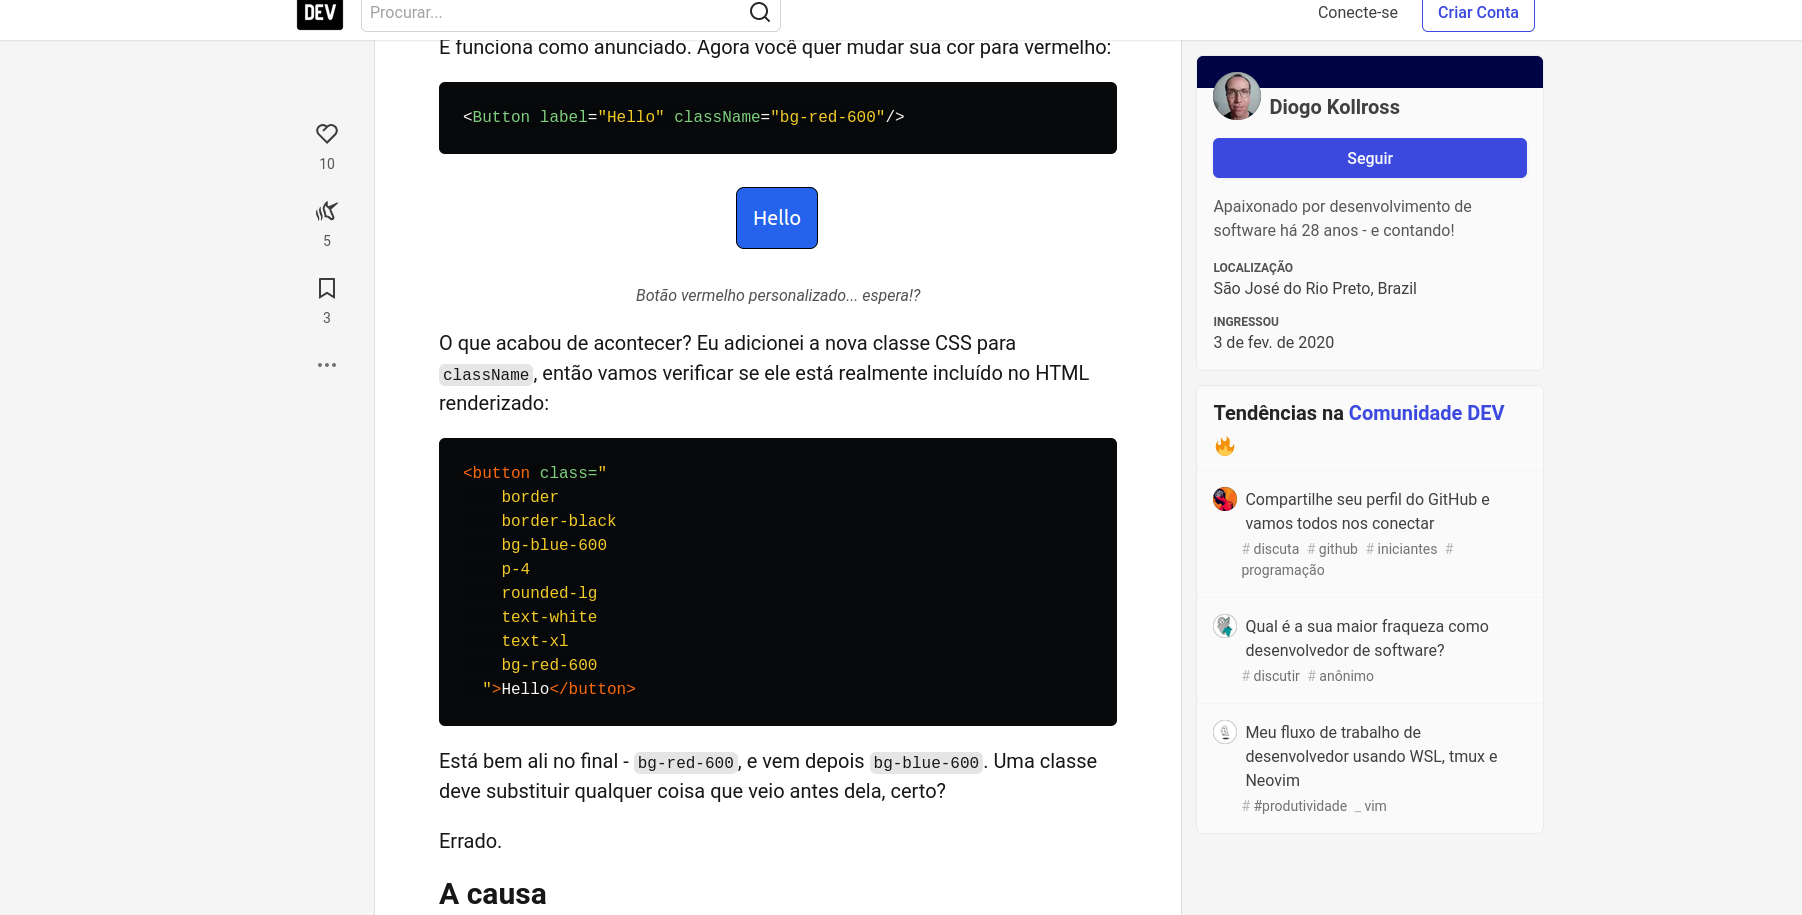 DEV
Procurar...
Conecte-se
Criar Conta
E funciona como anunciado. Agora você quer mudar sua cor para vermelho:
<Button label="Hello" className="bg-red-600"/>
Hello
Botão vermelho personalizado... espera!?
O que acabou de acontecer? Eu adicionei a nova classe CSS para
className, então vamos verificar se ele está realmente incluído no HTML
renderizado:
<button class="
border
border-black
bg-blue-600
p-4
rounded-lg
text-white
text-xl
bg-red-600
">Hello</button>
Está bem ali no final - bg-red-600, e vem depois bg-blue-600. Uma classe
deve substituir qualquer coisa que veio antes dela, certo?
Errado.
A causa
10
5
3
Diogo Kollross
Seguir
Apaixonado por desenvolvimento de
software há 28 anos - e contando!
LOCALIZAÇÃO
São José do Rio Preto, Brazil
INGRESSOU
3 de fev. de 2020
Tendências na Comunidade DEV
Compartilhe seu perfil do GitHub e
vamos todos nos conectar
# discuta # github # iniciantes #
programação
Qual é a sua maior fraqueza como
desenvolvedor de software?
# discutir # anônimo
Meu fluxo de trabalho de
desenvolvedor usando WSL, tmux e
Neovim
# #produtividade _ vim